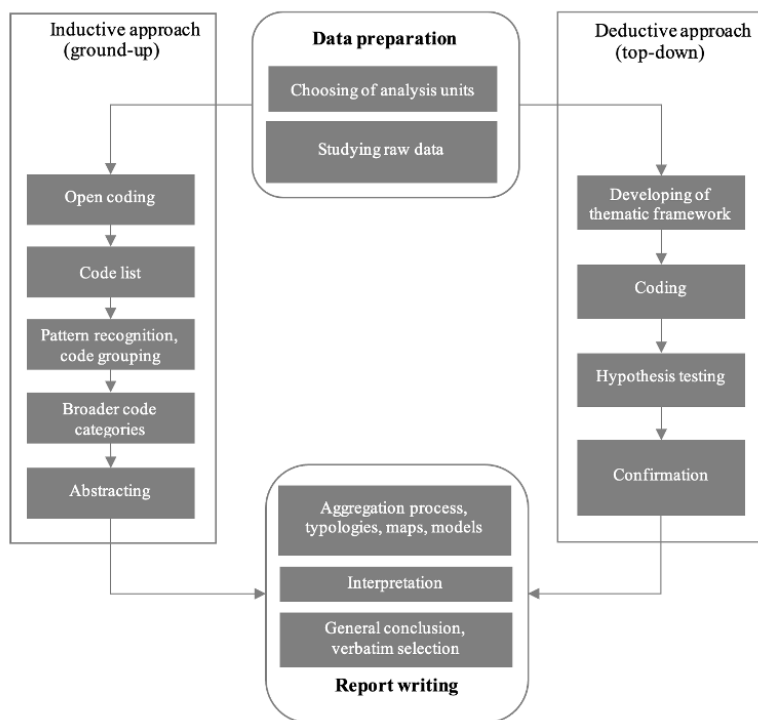 Inductive approach
(ground-up)
Open coding
Code list
Pattern recognition,
code grouping
Broader code
categories
Abstracting
Data preparation
Choosing of analysis units
Studying raw data
Deductive approach
(top-down)
Developing of
thematic framework
Coding
Hypothesis testing
Confirmation
Aggregation process,
typologies, maps, models
Interpretation
General conclusion,
verbatim selection
Report writing